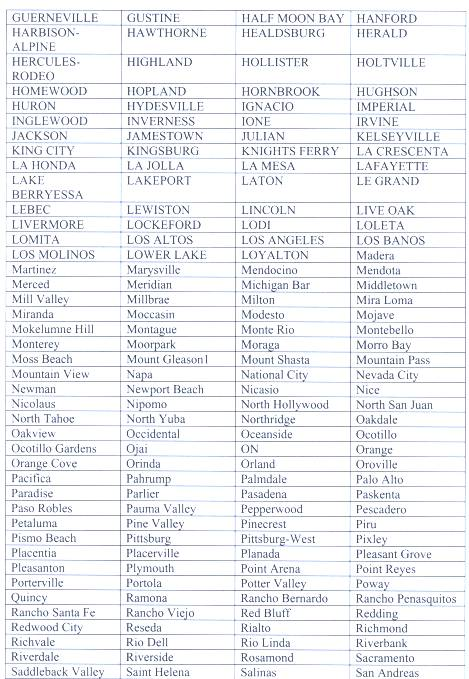 GUERNEVILLE GUSTINE HALF MOON BAY HANFORD
HARBISON- HAWTHORNE HEALDSBURG HERALD
ALPINE
HERCULES- HIGHLAND HOLLISTER HOLTVILLE
RODEO
HOMEWOOD HOPLAND HORNBROOK HUGHSON
HURON HYDESVILLE IGNACIO IMPERIAL
INGLEWOOD INVERNESS IONE IRVINE
JACKSON JAMESTOWN JULIAN KELSEYVILLE
KING CITY KINGSBURG KNIGHTS FERRY LA CRESCENTA
LA HONDA LA JOLLA LA MESA LAFAYETTE
LAKE LAKEPORT LATON LE GRAND
BERRYESSA
LEBEC LEWISTON LINCOLN LIVE OAK
LIVERMORE LOCKEFORD LODI LOLETA
LOMITA LOS ALTOS LOS ANGELES LOS BANOS
LOS MOLINOS LOWER LAKE LOYALTON Madera
Martinez Marysville Mendocino Mendota
Merced Meridian Michigan Bar Middletown
Mill Valley Millbrae Milton Mira Loma
Miranda Moccasin Modesto Mojave
Mokelumne Hill Montague Monte Rio Montebello
Monterey Moorpark Moraga Morro Bay
Moss Beach Mount Gleason1 Mount Shasta Mountain Pass
Mountain View Napa National City Nevada City
Newman Newport Beach Nicasio Nice
Nicolaus Nipomo North Hollywood North San Juan
North Tahoe North Yuba Northridge Oakdale
Oakview Occidental Oceanside Ocotillo
Ocotillo Gardens Ojai ON Orange
Orange Cove Orinda Orland Oroville
Pacifica Pahrump Palmdale Palo Alto
Paradise Parlier Pasadena Paskenta
Paso Robles Pauma Valley Pepperwood Pescadero
Petaluma Pine Valley Pinecrest Piru
Pismo Beach Pittsburg Pittsburg-West Pixley
Placentia Placerville Planada Pleasant Grove
Pleasanton Plymouth Point Arena Point Reyes
Porterville Portola Potter Valley Poway
Quincy Ramona Rancho Bernardo Rancho Penasquitos
Rancho Santa Fe Rancho Viejo Red Bluff Redding
Redwood City Reseda Rialto Richmond
Richvale Rio Dell Rio Linda Riverbank
Riverdale Riverside Rosamond Sacramento
Saddleback Valley Saint Helena Salinas San Andreas